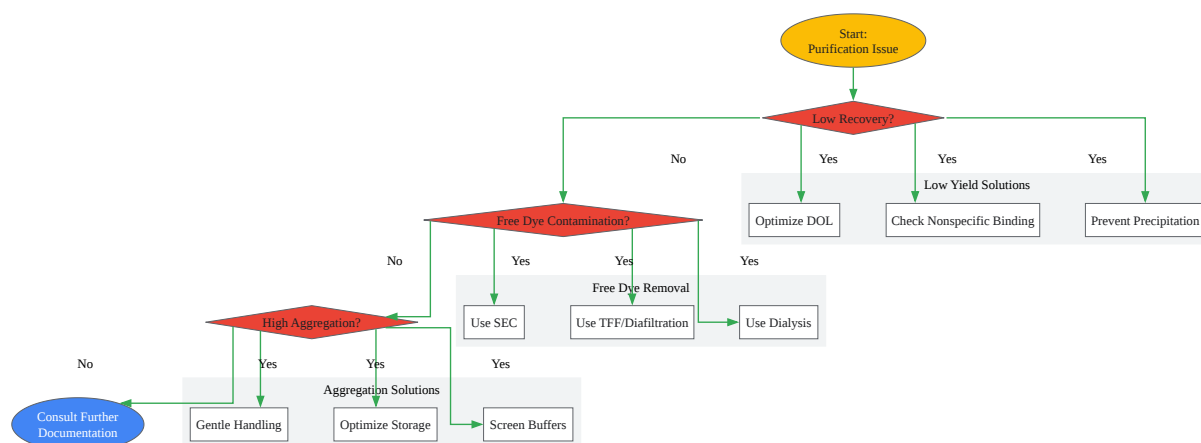 Start:
Purification Issue
Low Recovery?
No
Yes
Yes
Yes
Low Yield Solutions
Optimize DOL
Check Nonspecific Binding
Prevent Precipitation
Free Dye Contamination?
No
Yes
Yes
Yes
Free Dye Removal
Use SEC
Use TFF/Diafiltration
Use Dialysis
High Aggregation?
No
Yes
Yes
Yes
Aggregation Solutions
Consult Further
Documentation
Gentle Handling
Optimize Storage
Screen Buffers